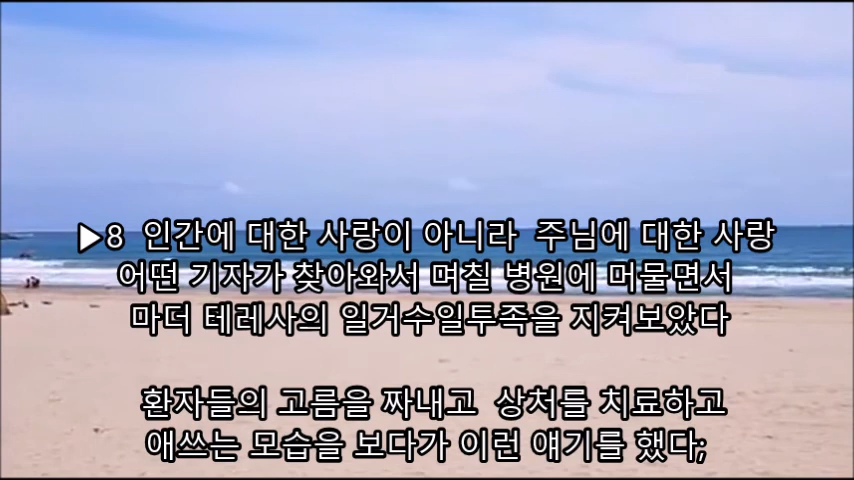 ▶8 인간에 대한 사랑이 아니라 주님에 대한 사랑
어떤 기자가 찾아와서 며칠 병원에 머물면서
마더 테레사의 일거수일투족을 지켜보았다
환자들의 고름을 짜내고 상처를 치료하고
애쓰는 모습을 보다가 이런 얘기를 했다;